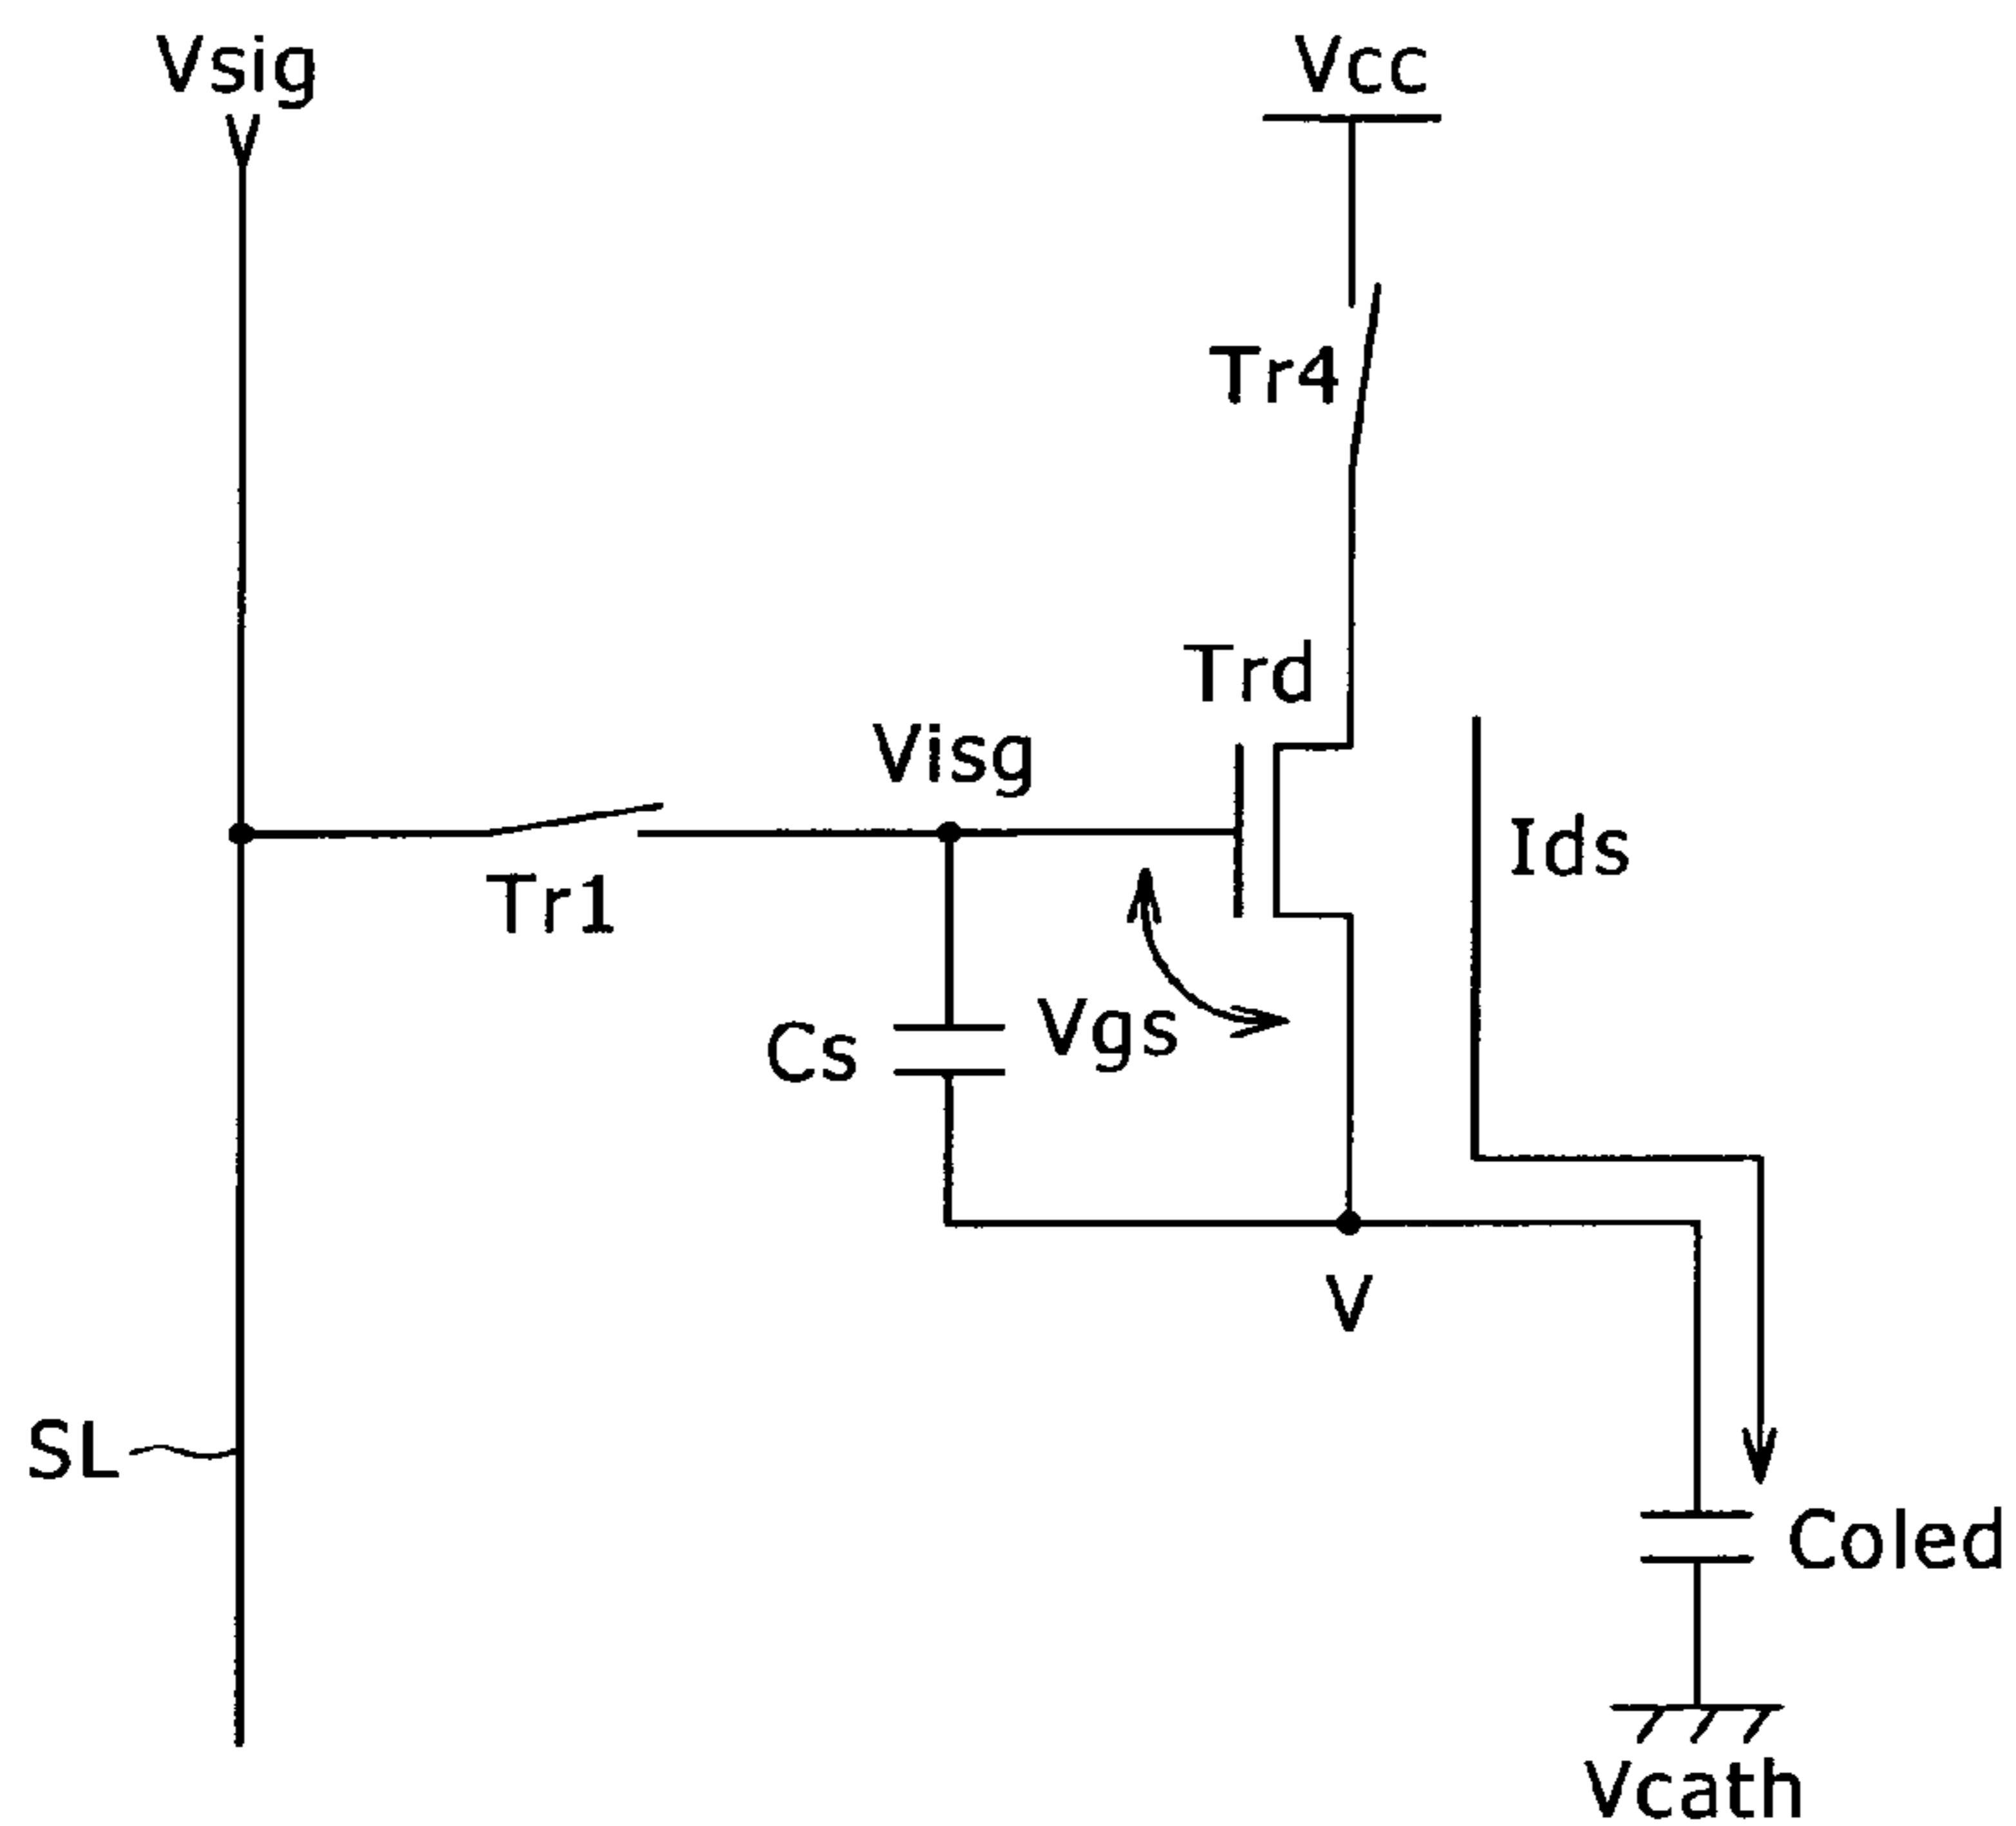 Vsig
Vcc
Tr4
Trd
Visg
Ids
Tr1
Vgs
Cs
V
SL
Coled
Vcath